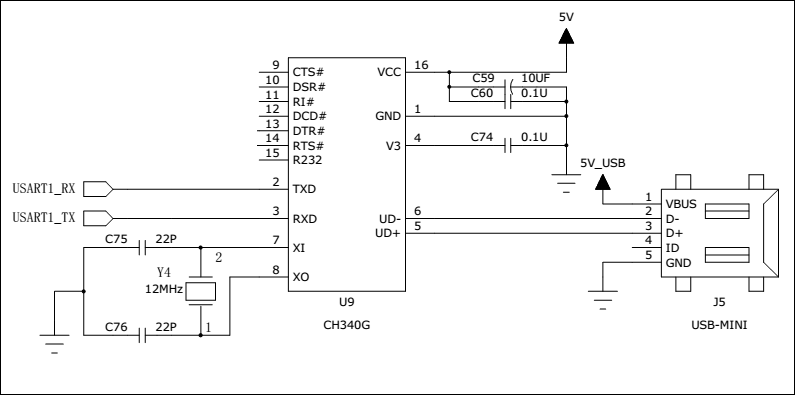 5V
9 CTS# VCC 16 C59 10UF
10 DSR# C60 0.1U
11 RI#
12 DCD# GND 1
13 DTR#
14 RTS# V3 4 C74 0.1U
15 R232
5V_USB
USART1_RX 2 TXD
1 VBUS
USART1_TX 3 RXD UD- 6 2 D-
UD+ 5 3 D+
C75 22P 7 XI 4 ID
2 5 GND
Y4 8 XO
12MHz
U9 J5
C76 22P 1 CH340G USB-MINI